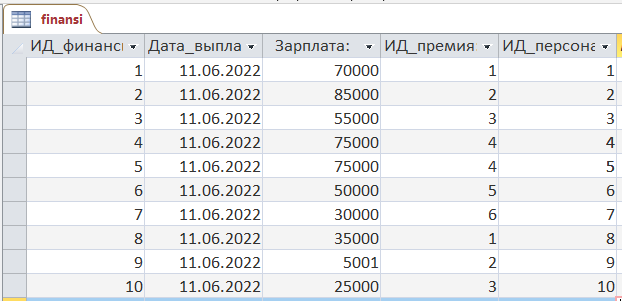 finansi
ИД_финанс Дата_выпла Зарплата: ИД_премия ИД_персона
1 11.06.2022 70000 1 1
2 11.06.2022 85000 2 2
3 11.06.2022 55000 3 3
4 11.06.2022 75000 4 4
5 11.06.2022 75000 4 5
6 11.06.2022 50000 5 6
7 11.06.2022 30000 6 7
8 11.06.2022 35000 1 8
9 11.06.2022 5001 2 9
10 11.06.2022 25000 3 10